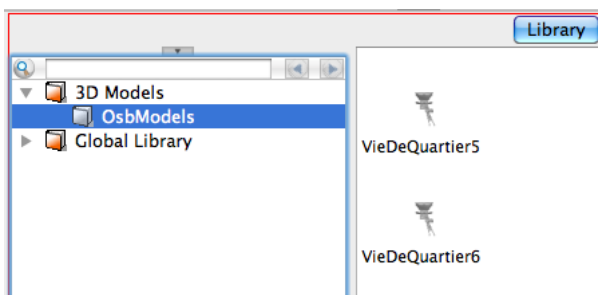 Library
3D Models
OsbModels
Global Library
VieDeQuartier5
VieDeQuartier6